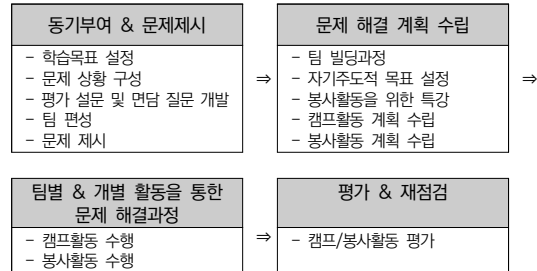 동기부여 & 문제제시
- 학습목표 설정
- 문제 상황 구성
- 평가 설문 및 면담 질문 개발
- 팀 편성
- 문제 제시
⇒
문제 해결 계획 수립
- 팀 빌딩과정
- 자기주도적 목표 설정
- 봉사활동을 위한 특강
- 캠프활동 계획 수립
- 봉사활동 계획 수립
⇒
팀별 & 개별 활동을 통한
문제 해결과정
- 캠프활동 수행
- 봉사활동 수행
⇒
평가 & 재점검
- 캠프/봉사활동 평가